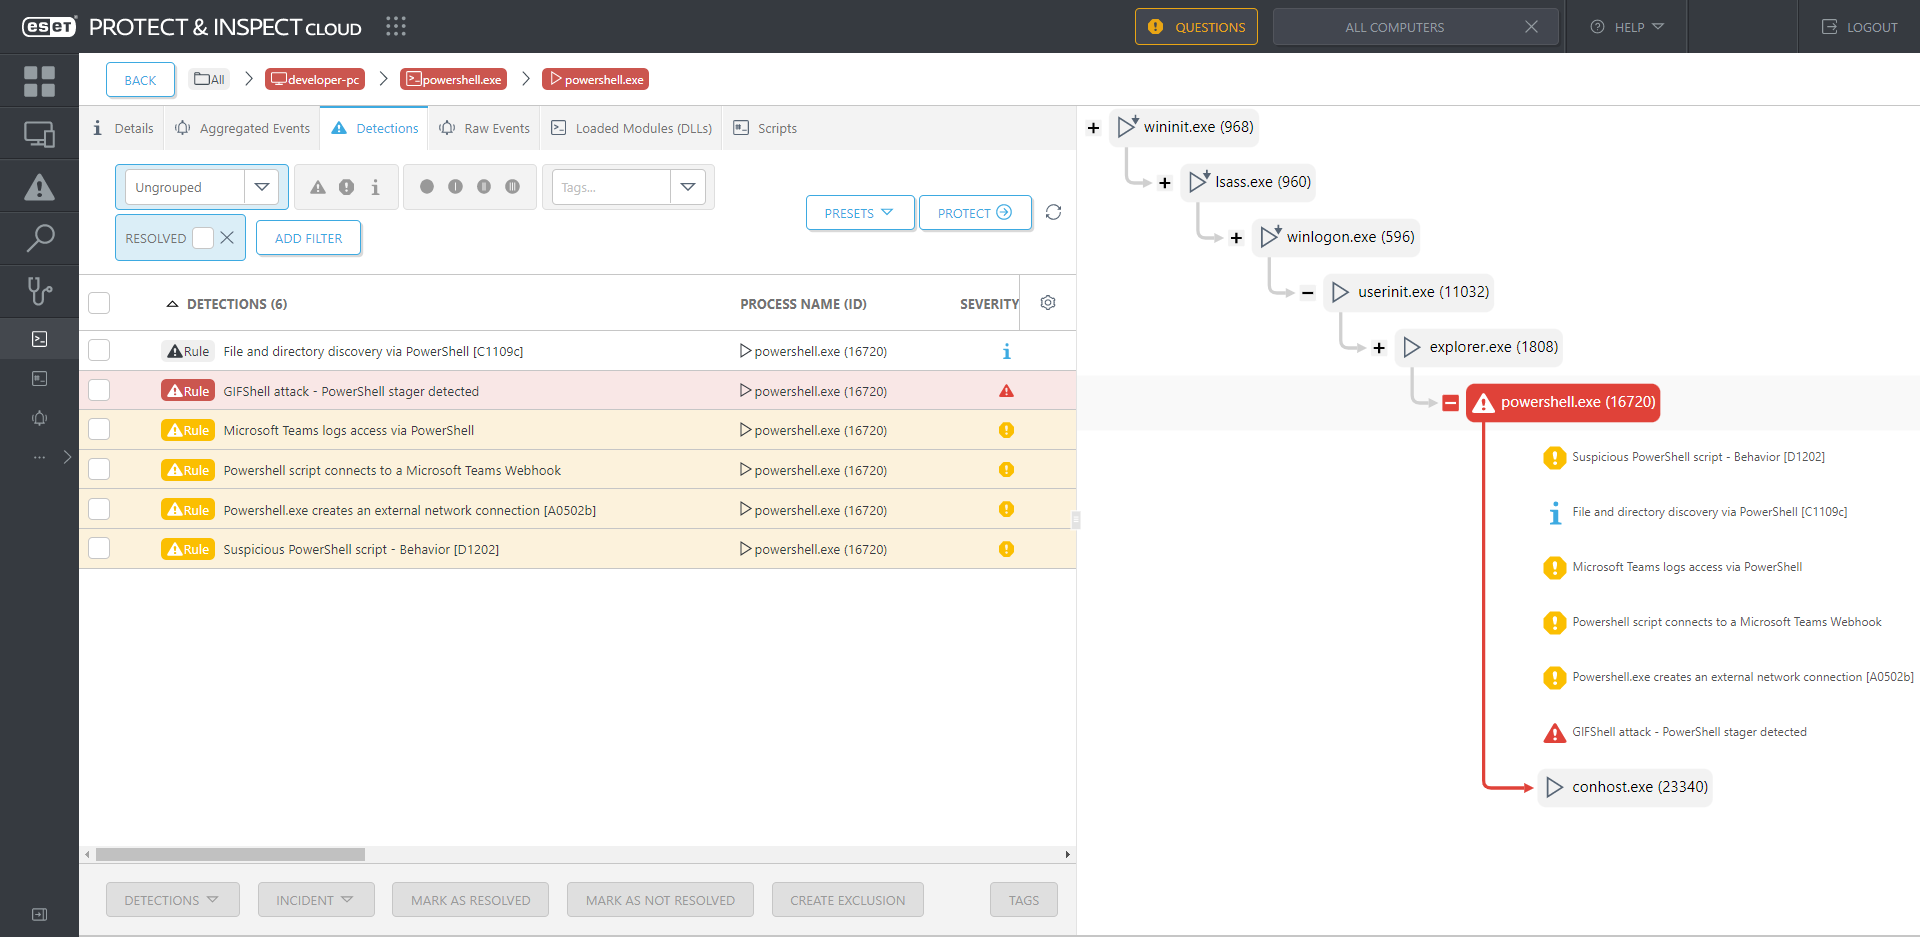 eseT PROTECT & INSPECT CLOUD
QUESTIONS
ALL COMPUTERS
HELP
LOGOUT
BACK
All
developer-pc
powershell.exe
powershell.exe
Details
Aggregated Events
Detections
Raw Events
Loaded Modules (DLLs)
Scripts
Ungrouped
Tags...
PRESETS
PROTECT
RESOLVED
ADD FILTER
DETECTIONS (6) PROCESS NAME (ID) SEVERITY
Rule File and directory discovery via PowerShell [C1109c] powershell.exe (16720)
Rule GIFShell attack - PowerShell stager detected powershell.exe (16720)
Rule Microsoft Teams logs access via PowerShell powershell.exe (16720)
Rule Powershell script connects to a Microsoft Teams Webhook powershell.exe (16720)
Rule Powershell.exe creates an external network connection [A0502b] powershell.exe (16720)
Rule Suspicious PowerShell script - Behavior [D1202] powershell.exe (16720)
DETECTIONS
INCIDENT
MARK AS RESOLVED
MARK AS NOT RESOLVED
CREATE EXCLUSION
TAGS
wininit.exe (968)
lsass.exe (960)
winlogon.exe (596)
userinit.exe (11032)
explorer.exe (1808)
powershell.exe (16720)
Suspicious PowerShell script - Behavior [D1202]
File and directory discovery via PowerShell [C1109c]
Microsoft Teams logs access via PowerShell
Powershell script connects to a Microsoft Teams Webhook
Powershell.exe creates an external network connection [A0502b]
GIFShell attack - PowerShell stager detected
conhost.exe (23340)